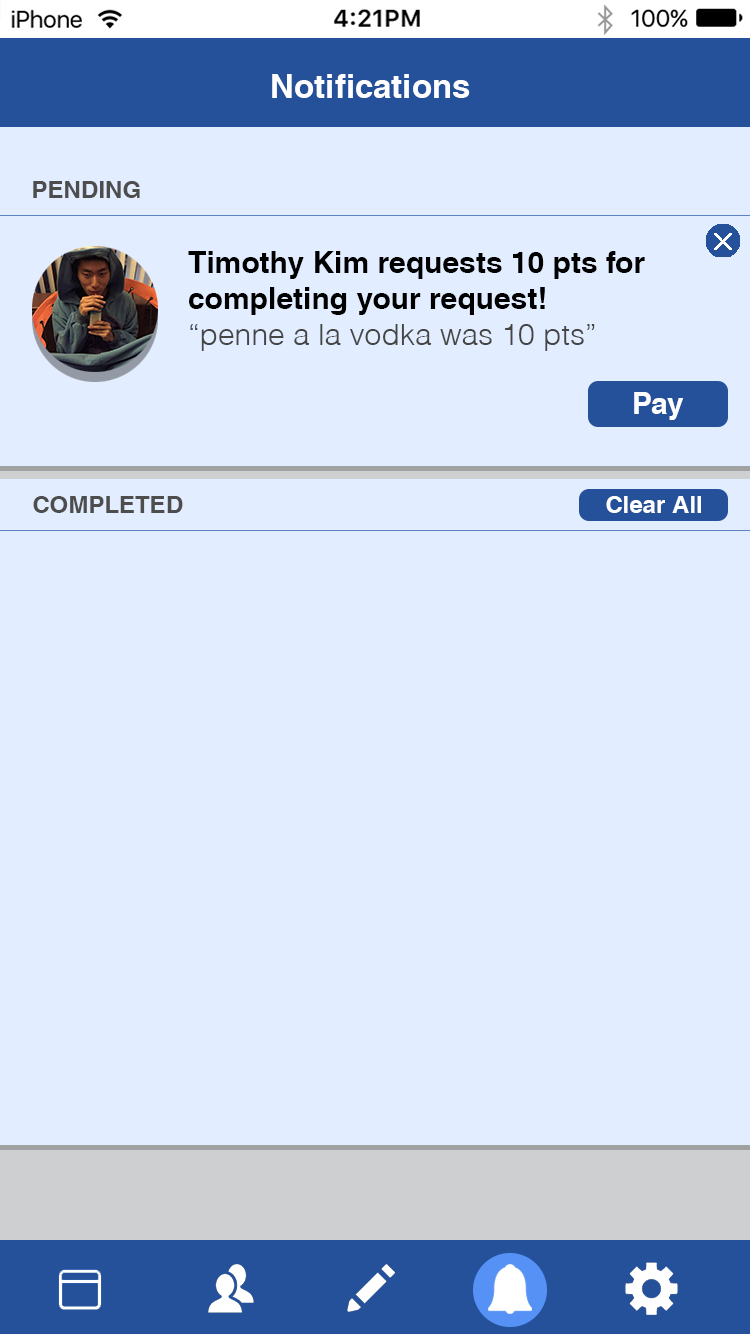 iPhone 4:21PM 100%
Notifications
PENDING
Timothy Kim requests 10 pts for
completing your request!
“penne a la vodka was 10 pts”
Pay
COMPLETED Clear All